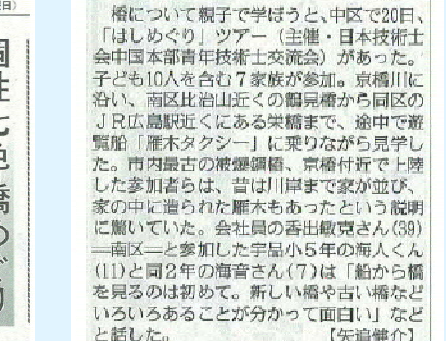 橋について親子で学ぼうと、中区で20日、
「はしめぐり」ツアー（主催・日本技術士
会中国本部青年技術士交流会）があった。
子ども10人を含む7家族が参加。京橋川に
沿い、南区比治山近くの鶴見橋から同区の
JR広島駅近くにある栄橋まで、途中で遊
覧船「雁木タクシー」に乗りながら見学し
た。市内最古の被爆鋼橋、京橋付近で上陸
した参加者らは、昔は川岸まで家が並び、
家の中に造られた雁木もあったという説明
に驚いていた。会社員の香出敏克さん(39)
＝南区＝と参加した宇品小5年の海人くん
(11)と同2年の海音さん(7)は「船から橋
を見るのは初めて。新しい橋や古い橋など
いろいろあることが分かって面白い」など
と話した。【矢追健介】
七色 橋の